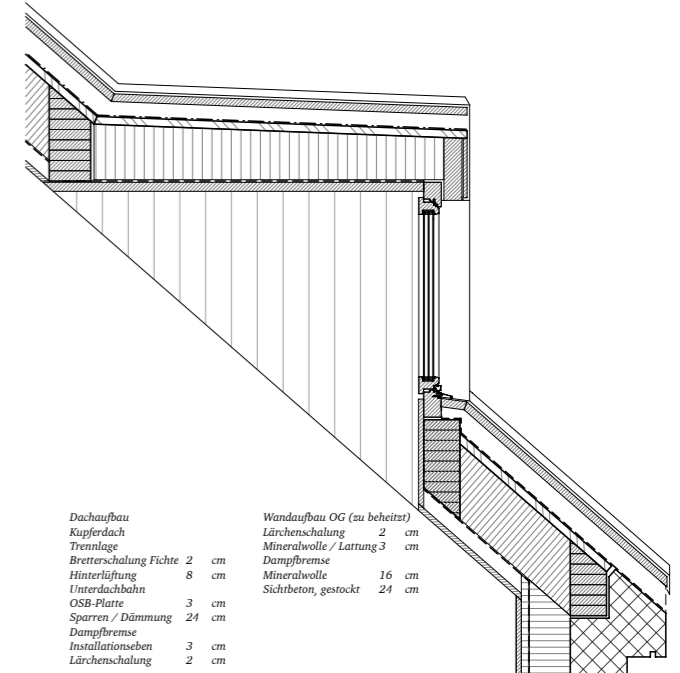 Dachaufbau
Kupferdach
Trennlage
Bretterschalung Fichte 2 cm
Hinterlüftung 8 cm
Unterdachbahn
OSB-Platte 3 cm
Sparren / Dämmung 24 cm
Dampfbremse
Installationseben 3 cm
Lärchenschalung 2 cm
Wandaufbau OG (zu beheitzt)
Lärchenschalung 2 cm
Mineralwolle / Lattung 3 cm
Dampfbremse
Mineralwolle 16 cm
Sichtbeton, gestockt 24 cm